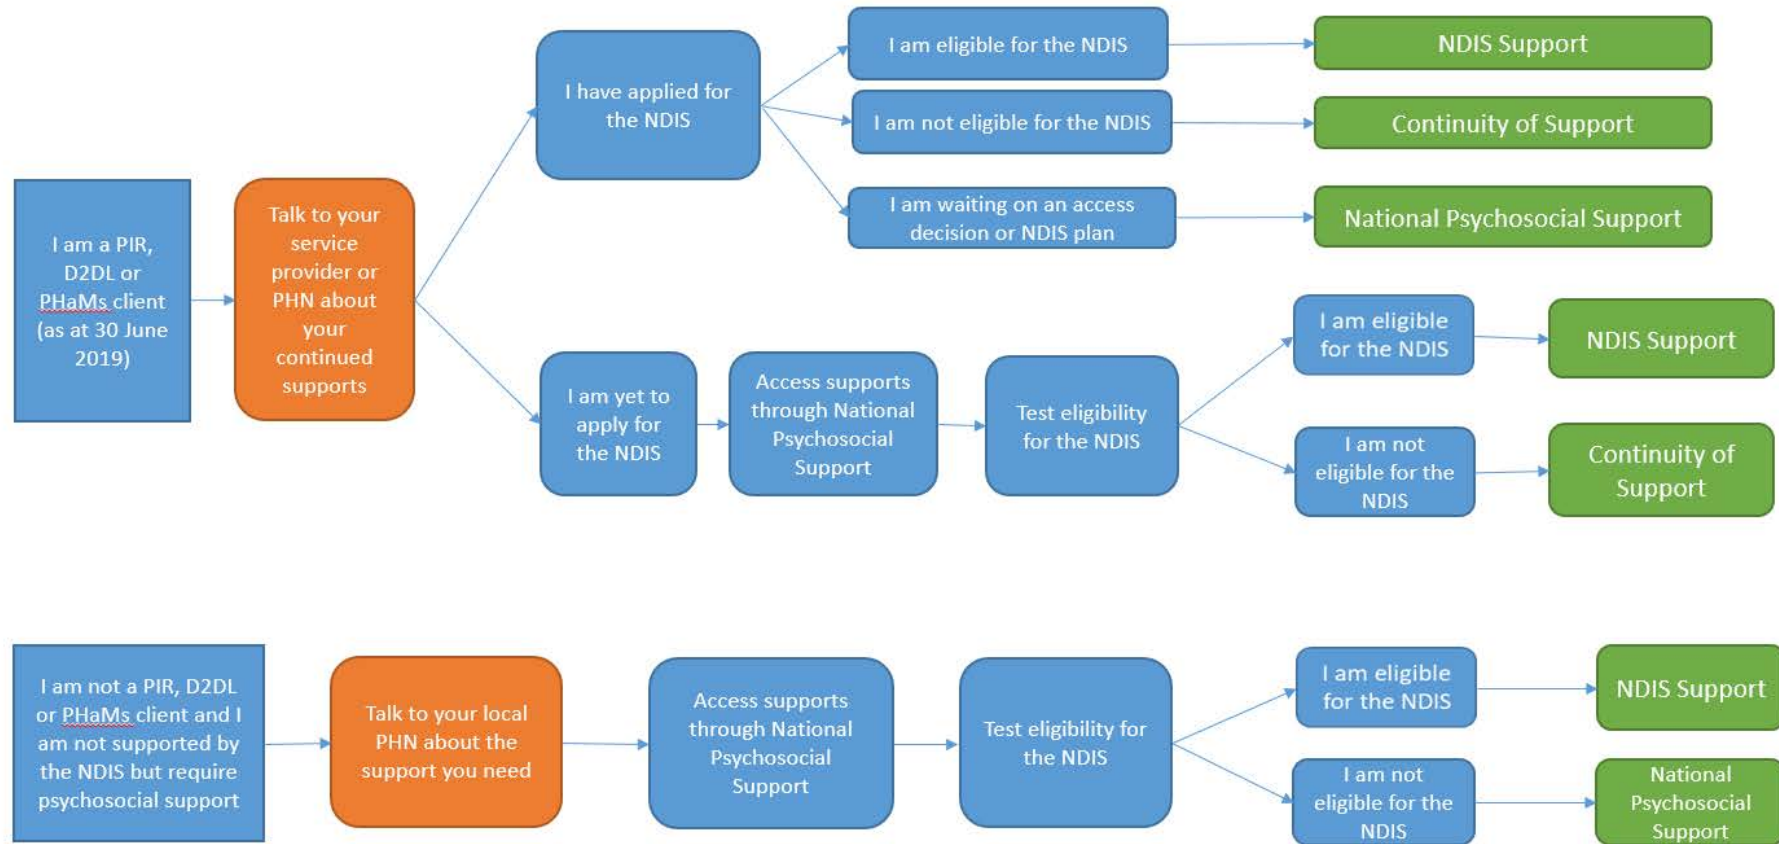 I am a PIR,
D2DL or
PHaMs client
(as at 30 June
2019)
Talk to your
service
provider or
PHN about
your
continued
supports
I have applied for
the NDIS
I am eligible for the NDIS
NDIS Support
I am not eligible for the NDIS
Continuity of Support
I am waiting on an access
decision or NDIS plan
National Psychosocial Support
I am yet to
apply for
the NDIS
Access supports
through National
Psychosocial
Support
Test eligibility
for the NDIS
I am eligible
for the NDIS
NDIS Support
I am not
eligible for the
NDIS
Continuity of
Support
I am not a PIR, D2DL
or PHaMs client and I
am not supported by
the NDIS but require
psychosocial support
Talk to your local
PHN about the
support you need
Access supports
through National
Psychosocial
Support
Test eligibility for
the NDIS
I am eligible
for the NDIS
NDIS Support
I am not
eligible for the
NDIS
National
Psychosocial
Support